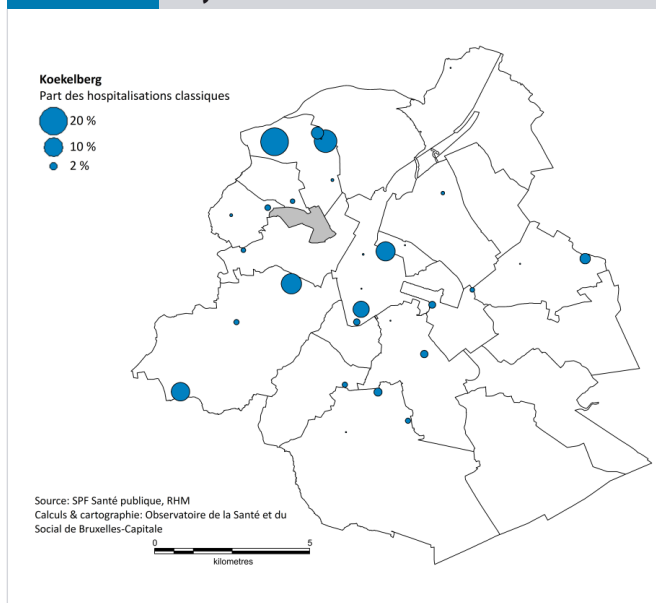 Koekelberg
Part des hospitalisations classiques
20 %
10 %
2 %
Source: SPF Santé publique, RHM
Calculs & cartographie: Observatoire de la Santé et du
Social de Bruxelles-Capitale
0 5
kilometres